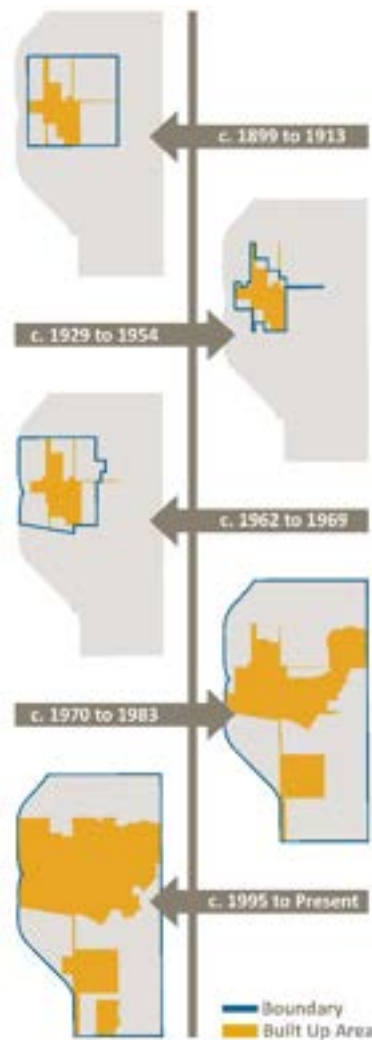 c. 1899 to 1913
c. 1929 to 1954
c. 1962 to 1969
c. 1970 to 1983
c. 1995 to Present
Boundary
Built Up Area